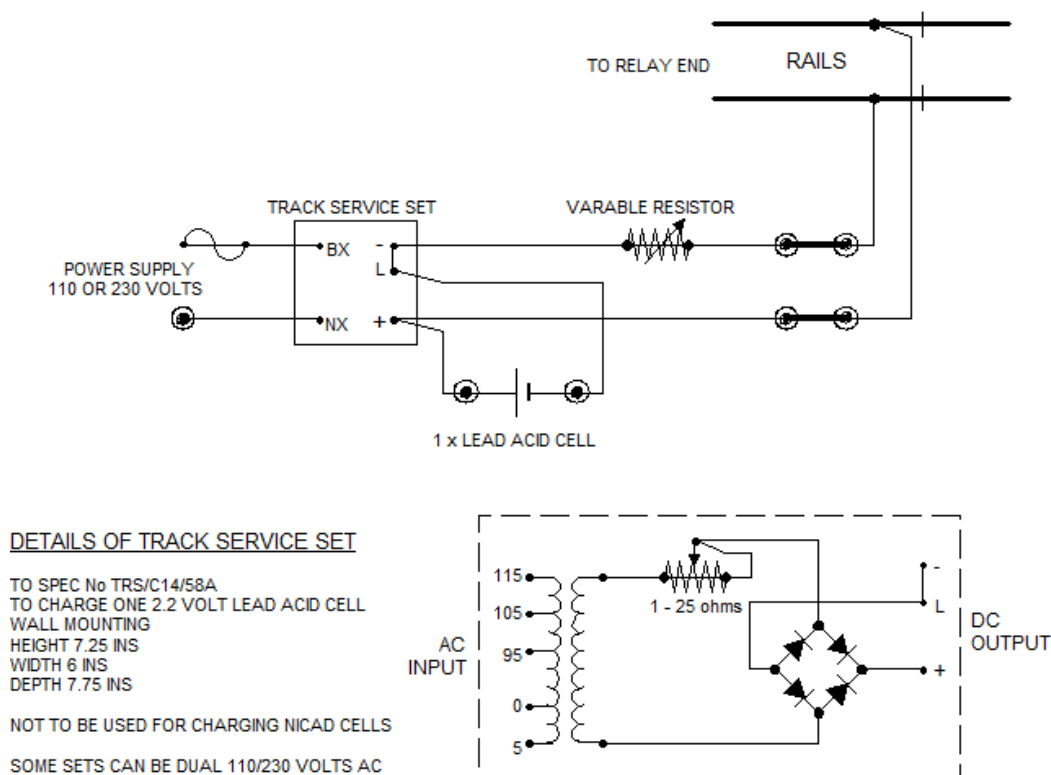 TO RELAY END
RAILS
TRACK SERVICE SET
VARABLE RESISTOR
BX
-
POWER SUPPLY
110 OR 230 VOLTS
L
NX
+
1 x LEAD ACID CELL
DETAILS OF TRACK SERVICE SET
TO SPEC No TRS/C14/58A
TO CHARGE ONE 2.2 VOLT LEAD ACID CELL
WALL MOUNTING
HEIGHT 7.25 INS
WIDTH 6 INS
DEPTH 7.75 INS
NOT TO BE USED FOR CHARGING NICAD CELLS
SOME SETS CAN BE DUAL 110/230 VOLTS AC
AC
INPUT
115
105
95
0
5
1 - 25 ohms
-
L
+
DC
OUTPUT